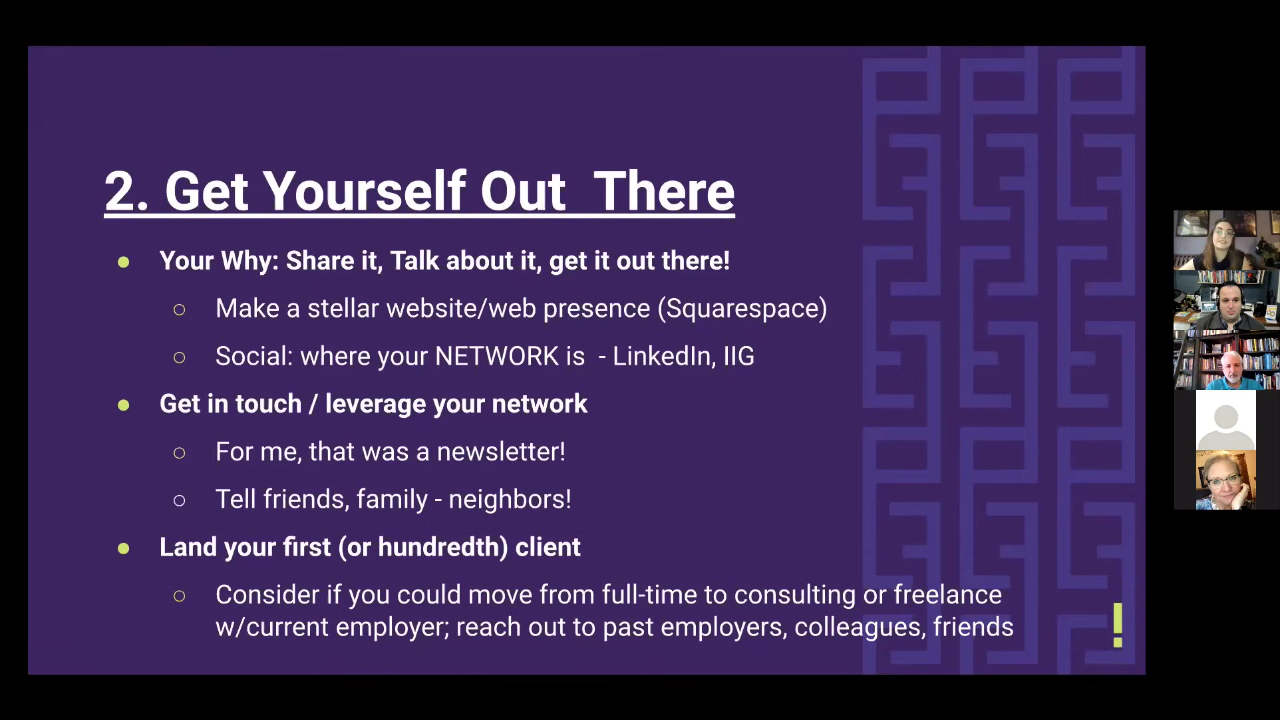 2. Get Yourself Out  There
● Your Why: Share it, Talk about it, get it out there!
○ Make a stellar website/web presence (Squarespace)
○ Social: where your NETWORK is  - LinkedIn, IIG
● Get in touch / leverage your network
○ For me, that was a newsletter!
○ Tell friends, family - neighbors!
● Land your first (or hundredth) client
○ Consider if you could move from full-time to consulting or freelance
w/current employer; reach out to past employers, colleagues, friends
!